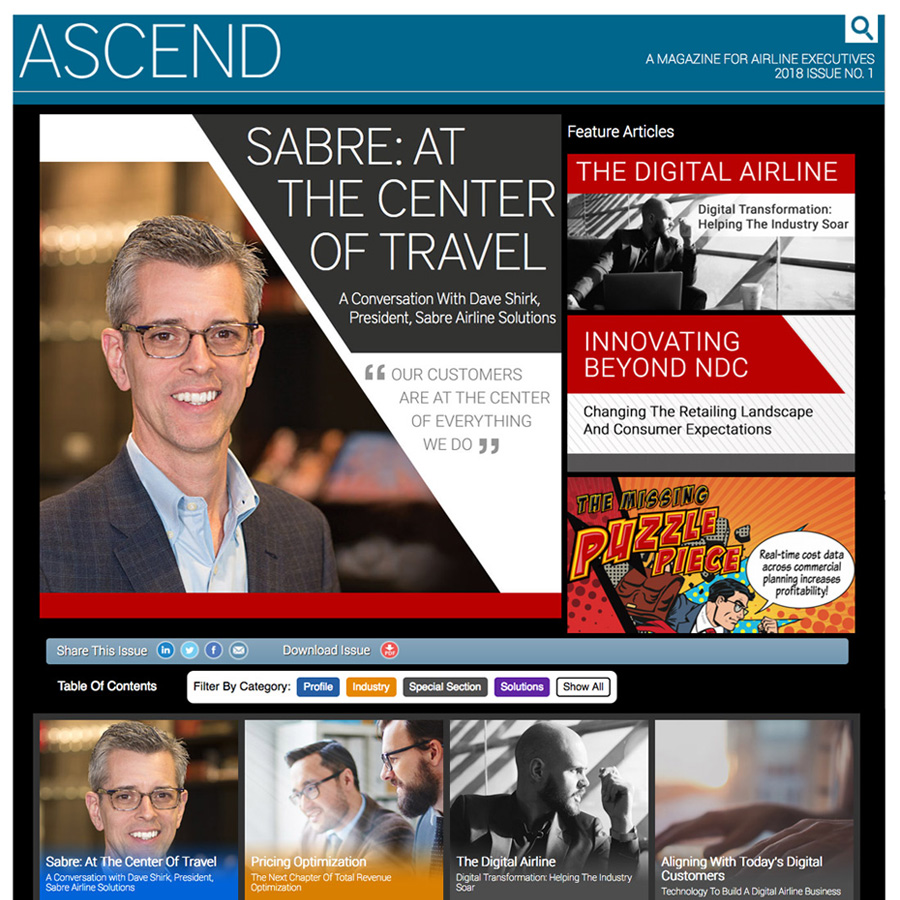 ASCEND
A MAGAZINE FOR AIRLINE EXECUTIVES
2018 ISSUE NO. 1
SABRE: AT
THE CENTER
OF TRAVEL
A Conversation With Dave Shirk,
President, Sabre Airline Solutions
“ OUR CUSTOMERS
ARE AT THE CENTER
OF EVERYTHING
WE DO ”
Feature Articles
THE DIGITAL AIRLINE
Digital Transformation:
Helping The Industry Soar
INNOVATING
BEYOND NDC
Changing The Retailing Landscape
And Consumer Expectations
THE MISSING
PUZZLE
PIECE
Real-time cost data
across commercial
planning increases
profitability!
Share This Issue in f Download Issue PDF
Table Of Contents Filter By Category: Profile Industry Special Section Solutions Show All
Sabre: At The Center Of Travel
A Conversation with Dave Shirk, President,
Sabre Airline Solutions
Pricing Optimization
The Next Chapter Of Total Revenue
Optimization
The Digital Airline
Digital Transformation: Helping The Industry
Soar
Aligning With Today's Digital
Customers
Technology To Build A Digital Airline Business